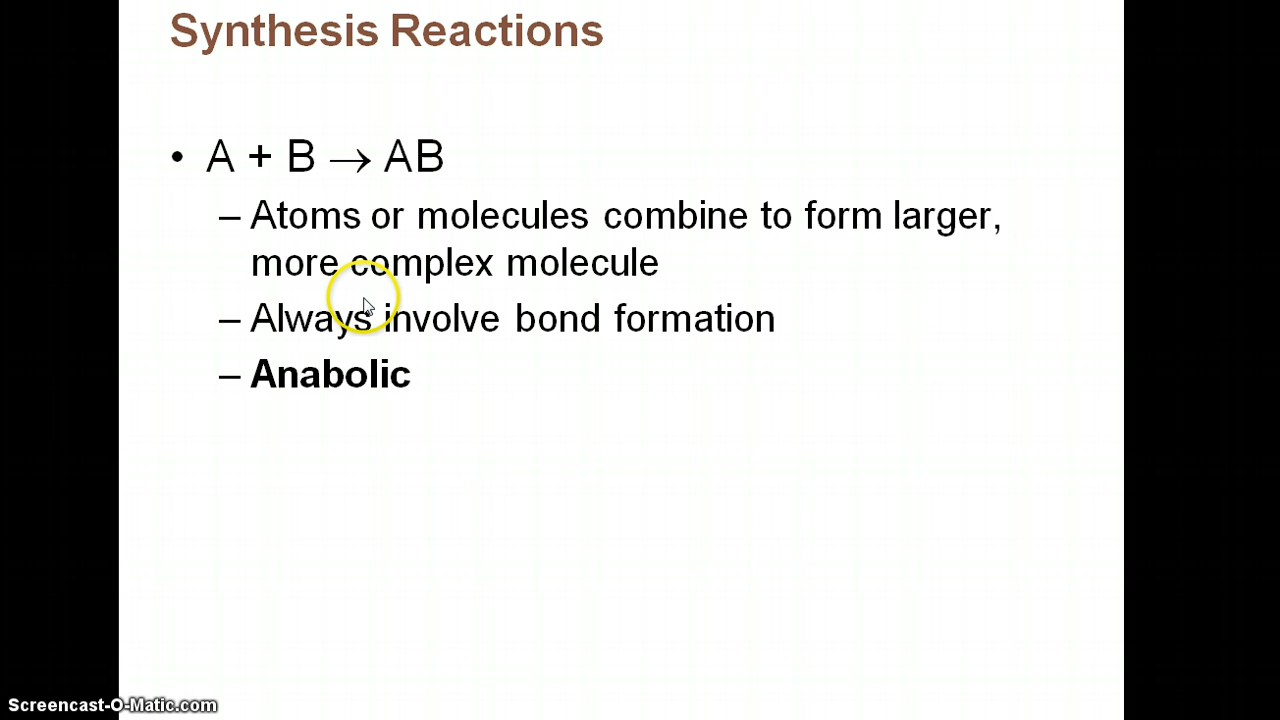 Synthesis Reactions
• A + B → AB
– Atoms or molecules combine to form larger,
more complex molecule
– Always involve bond formation
– Anabolic
Screencast-O-Matic.com